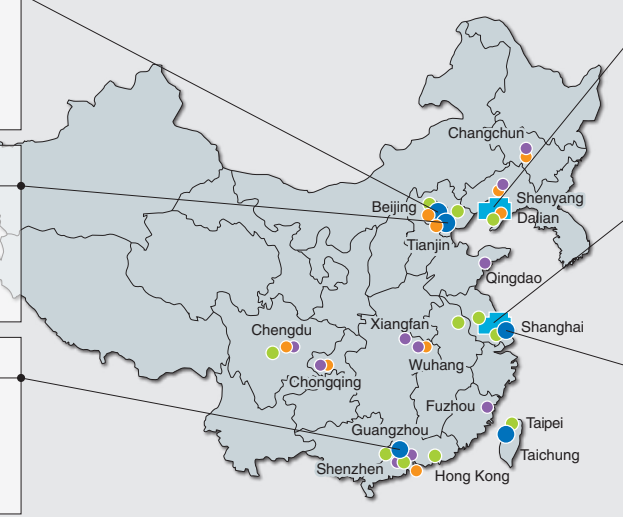 Changchun
Shenyang
Beijing
Dalian
Tianjin
Qingdao
Chengdu
Xiangfan
Shanghai
Wuhang
Chongqing
Fuzhou
Guangzhou
Taipei
Taichung
Shenzhen
Hong Kong